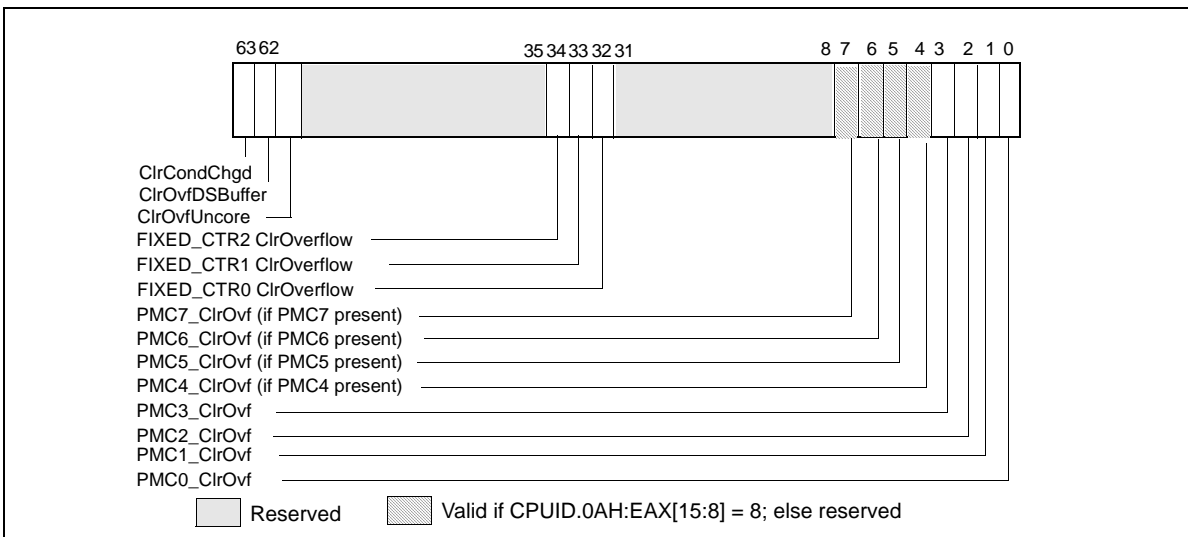 63 62 35 34 33 32 31 8 7 6 5 4 3 2 1 0
ClrCondChgd
ClrOvfDSBuffer
ClrOvfUncore
FIXED_CTR2 ClrOverflow
FIXED_CTR1 ClrOverflow
FIXED_CTR0 ClrOverflow
PMC7_ClrOvf (if PMC7 present)
PMC6_ClrOvf (if PMC6 present)
PMC5_ClrOvf (if PMC5 present)
PMC4_ClrOvf (if PMC4 present)
PMC3_ClrOvf
PMC2_ClrOvf
PMC1_ClrOvf
PMC0_ClrOvf
Reserved Valid if CPUID.0AH:EAX[15:8] = 8; else reserved